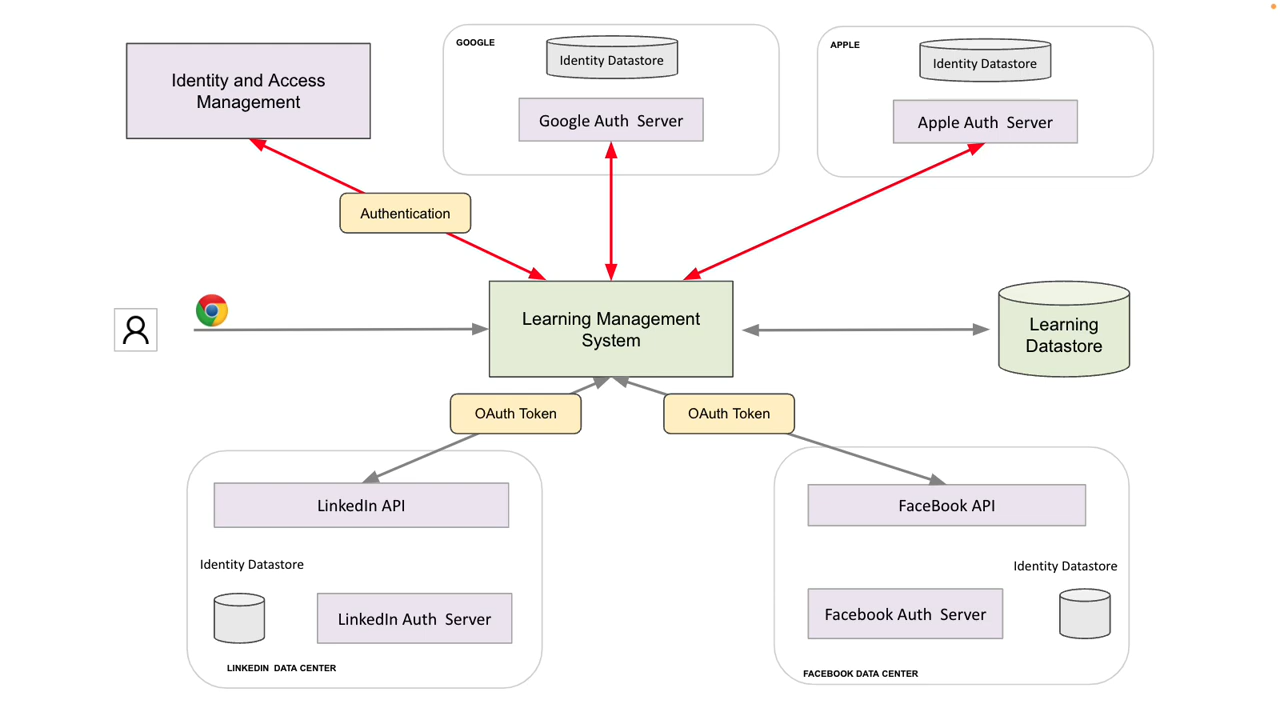 GOOGLE
Identity Datastore
APPLE
Identity Datastore
Identity and Access
Management
Google Auth  Server
Apple Auth  Server
Authentication
Learning Management
System
Learning
Datastore
OAuth Token
OAuth Token
LinkedIn API
FaceBook API
Identity Datastore
Identity Datastore
LinkedIn Auth  Server
Facebook Auth  Server
LINKEDIN  DATA CENTER
FACEBOOK DATA CENTER